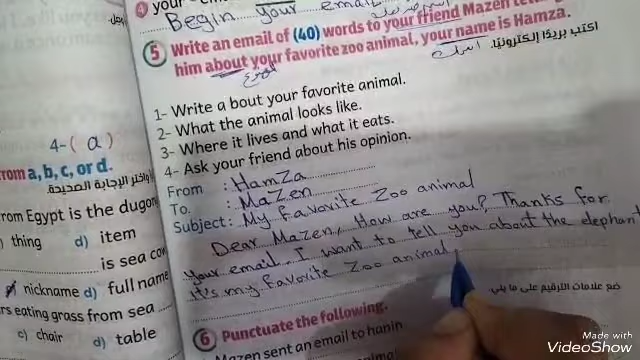 your
Begin your email
5 Write an email of (40) words to your friend Mazen
him about your favorite zoo animal, your name is Hamza.
اكتب بريدًا إلكترونيًا.
1- Write a bout your favorite animal.
2- What the animal looks like.
3- Where it lives and what it eats.
4- Ask your friend about his opinion.
From : HamZa
To. : MaZen
Subject: My favorite Zoo animal
Dear Mazen, How are you? Thanks for
Your email. I want to tell you about the elephant
it's my favorite Zoo animal,
6 Punctuate the following.
ضع علامات الترقيم على ما يلي
Mazen sent an email to hanin
4- (a)
from a, b, c, or d.
اختر الإجابة الصحيحة
rom Egypt is the dugon
thing d) item
is sea co
nickname d) full name
rs eating grass from sea
c) chair d) table
Made with
VideoShow